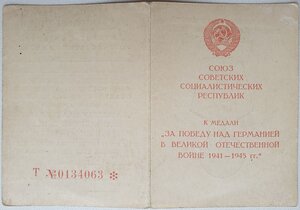 Т №0134063 *
СОЮЗ
СОВЕТСКИХ
СОЦИАЛИСТИЧЕСКИХ
РЕСПУБЛИК
К МЕДАЛИ
„ЗА ПОБЕДУ НАД ГЕРМАНИЕЙ
В ВЕЛИКОЙ ОТЕЧЕСТВЕННОЙ
ВОЙНЕ 1941—1945 гг.“